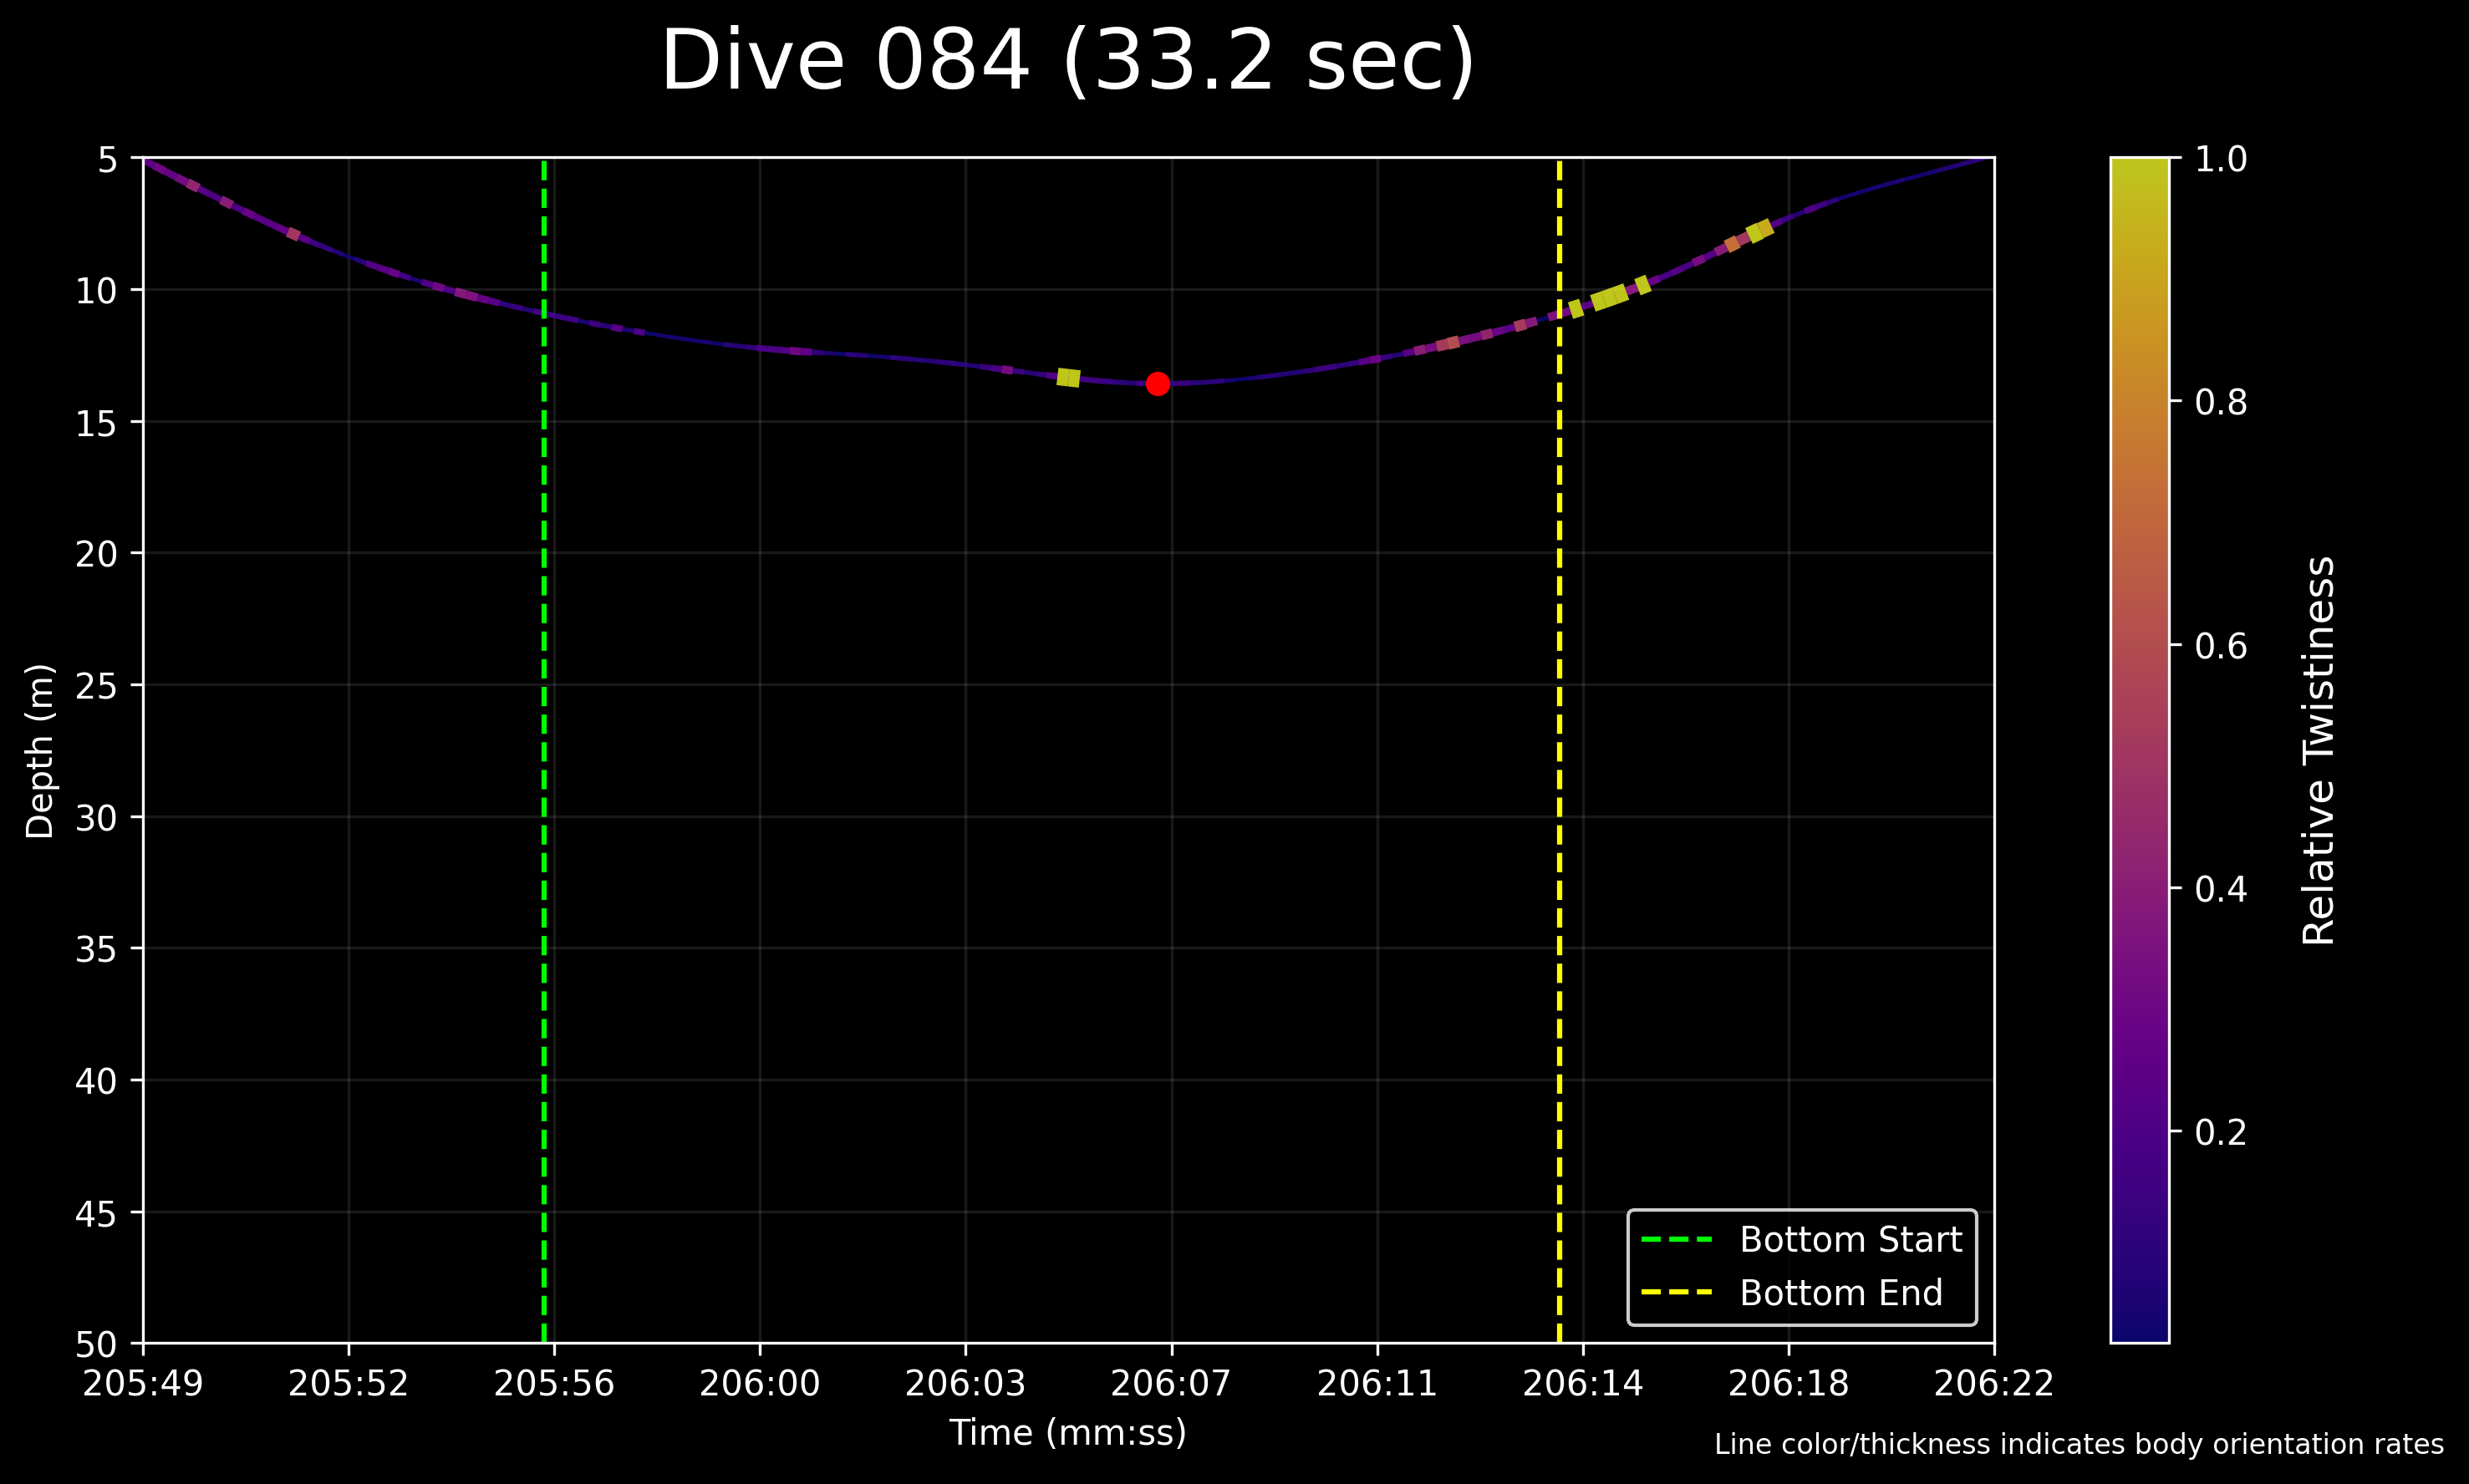 Dive 084 (33.2 sec)
5
10
15
20
25
30
35
40
45
50
Depth (m)
205:49 205:52 205:56 206:00 206:03 206:07 206:11 206:14 206:18 206:22
Time (mm:ss)
Bottom Start
Bottom End
1.0
0.8
0.6
0.4
0.2
Relative Twistiness
Line color/thickness indicates body orientation rates